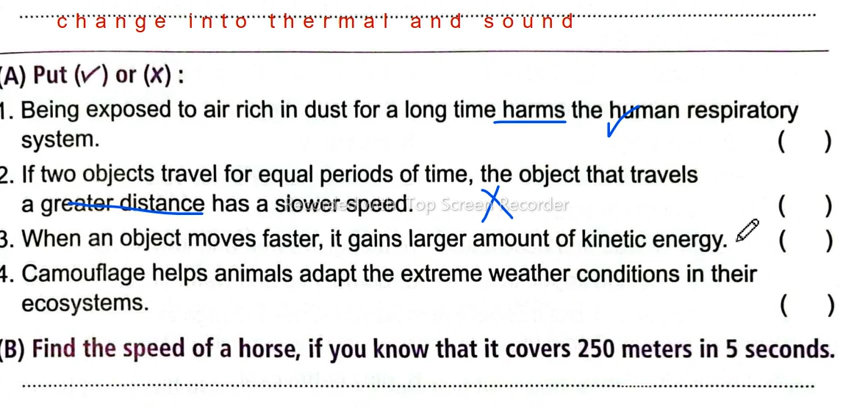 change into thermal and sound
(A) Put (✓) or (x) :
1. Being exposed to air rich in dust for a long time harms the human respiratory
system. ( )
2. If two objects travel for equal periods of time, the object that travels
a greater distance has a slower speed. ( )
3. When an object moves faster, it gains larger amount of kinetic energy. ( )
4. Camouflage helps animals adapt the extreme weather conditions in their
ecosystems. ( )
(B) Find the speed of a horse, if you know that it covers 250 meters in 5 seconds.